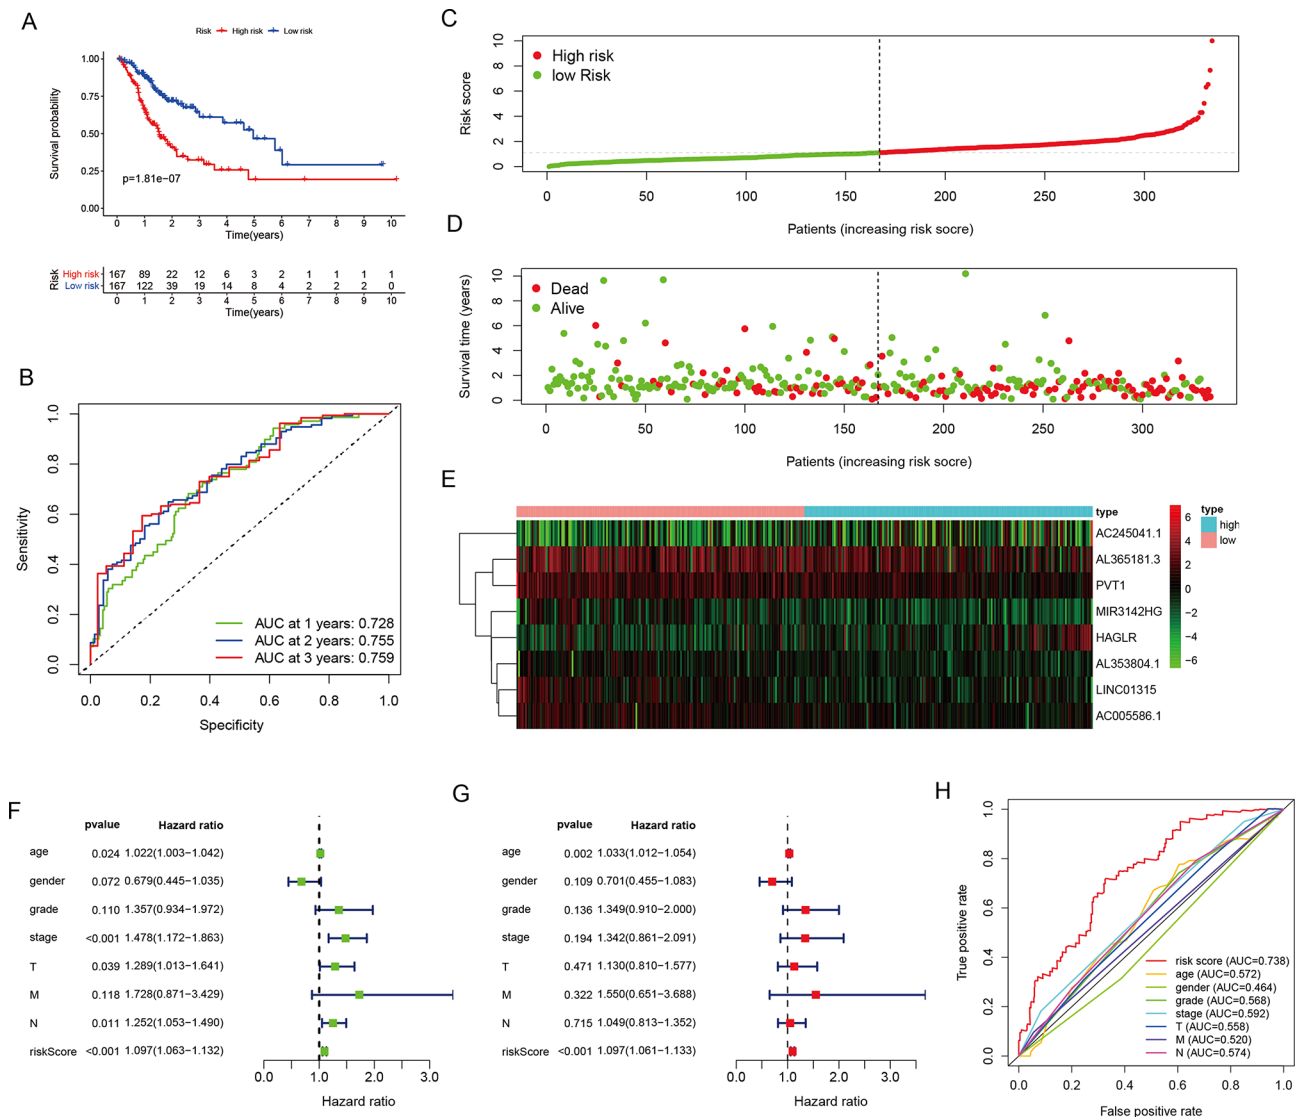 A
Risk High risk Low risk
Survival probability
1.00
0.75
0.50
0.25
0.00
p=1.81e−07
0 1 2 3 4 5 6 7 8 9 10
Time(years)
Risk
High risk 167 89 22 12 6 3 2 1 1 1 1
Low risk 167 122 39 19 14 8 4 2 2 2 0
0 1 2 3 4 5 6 7 8 9 10
Time(years)
B
Sensitivity
1.0
0.8
0.6
0.4
0.2
0.0
AUC at 1 years: 0.728
AUC at 2 years: 0.755
AUC at 3 years: 0.759
0.0 0.2 0.4 0.6 0.8 1.0
Specificity
C
Risk score
10
8
6
4
2
0
High risk
low Risk
0 50 100 150 200 250 300
Patients (increasing risk socre)
D
Survival time (years)
10
8
6
4
2
0
Dead
Alive
0 50 100 150 200 250 300
Patients (increasing risk socre)
E
type
AC245041.1
AL365181.3
PVT1
MIR3142HG
HAGLR
AL353804.1
LINC01315
AC005586.1
6
4
2
0
−2
−4
−6
type
high
low
F
pvalue Hazard ratio
age 0.024 1.022(1.003−1.042)
gender 0.072 0.679(0.445−1.035)
grade 0.110 1.357(0.934−1.972)
stage <0.001 1.478(1.172−1.863)
T 0.039 1.289(1.013−1.641)
M 0.118 1.728(0.871−3.429)
N 0.011 1.252(1.053−1.490)
riskScore <0.001 1.097(1.063−1.132)
0.0 1.0 2.0 3.0
Hazard ratio
G
pvalue Hazard ratio
age 0.002 1.033(1.012−1.054)
gender 0.109 0.701(0.455−1.083)
grade 0.136 1.349(0.910−2.000)
stage 0.194 1.342(0.861−2.091)
T 0.471 1.130(0.810−1.577)
M 0.322 1.550(0.651−3.688)
N 0.715 1.049(0.813−1.352)
riskScore <0.001 1.097(1.061−1.133)
0.0 1.0 2.0 3.0
Hazard ratio
H
True positive rate
1.0
0.8
0.6
0.4
0.2
0.0
risk score (AUC=0.738)
age (AUC=0.572)
gender (AUC=0.464)
grade (AUC=0.568)
stage (AUC=0.592)
T (AUC=0.558)
M (AUC=0.520)
N (AUC=0.574)
0.0 0.2 0.4 0.6 0.8 1.0
False positive rate